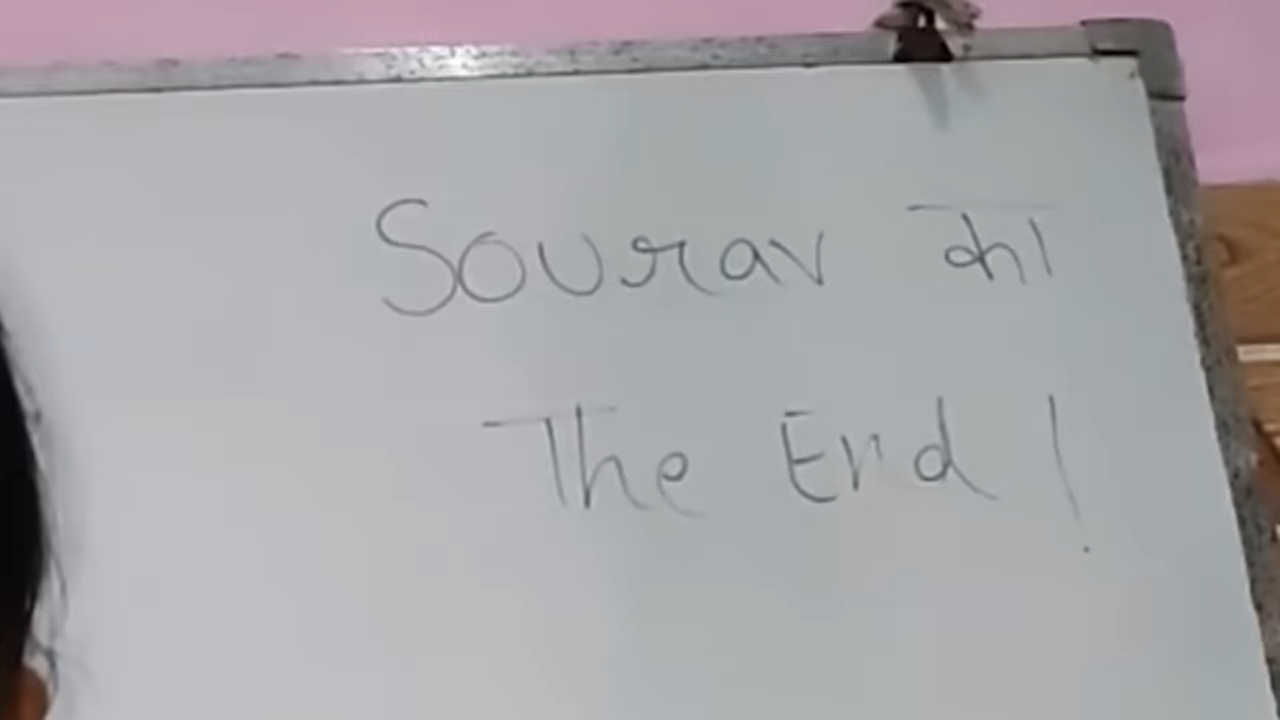 Sourav का
The End !